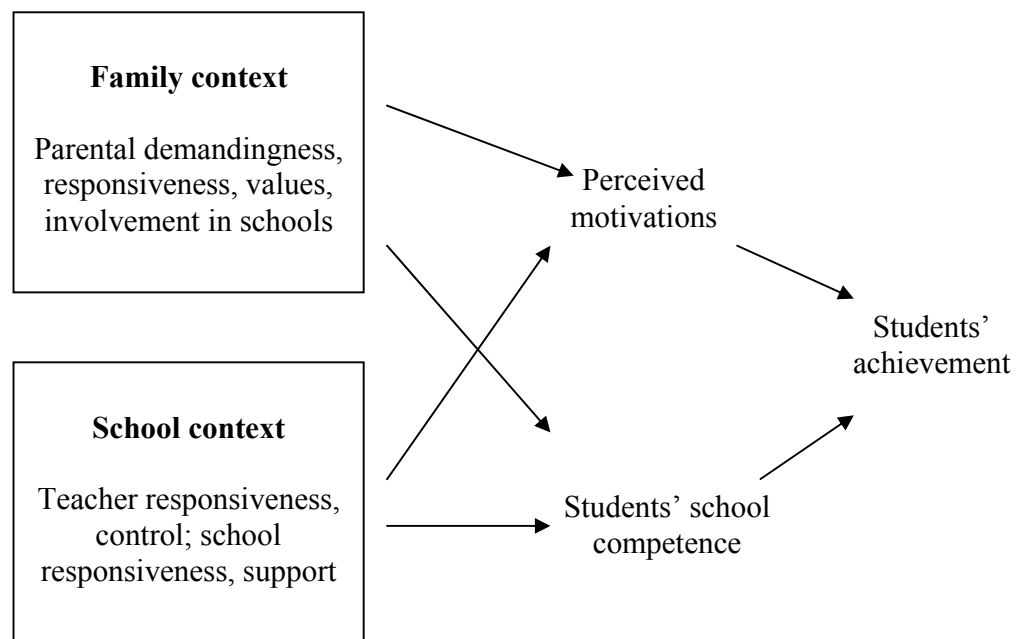 Family context
Parental demandingness,
responsiveness, values,
involvement in schools
Perceived
motivations
Students’
achievement
School context
Teacher responsiveness,
control; school
responsiveness, support
Students’ school
competence